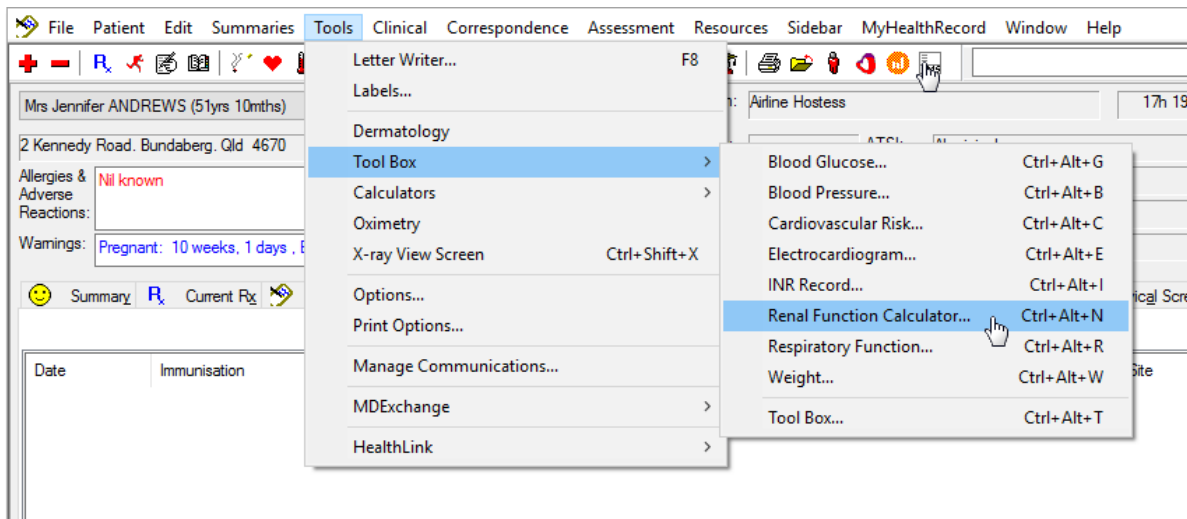 File Patient Edit Summaries Tools Clinical Correspondence Assessment Resources Sidebar MyHealthRecord Window Help
Mrs Jennifer ANDREWS (51yrs 10mths)
Airline Hostess
17h 19
2 Kennedy Road. Bundaberg. Qld 4670
ATSI:
Allergies &
Adverse
Reactions:
Nil known
Warnings:
Pregnant: 10 weeks, 1 days ,
Summary
Current Rx
Date
Immunisation
Letter Writer... F8
Labels...
Dermatology
Tool Box
Calculators
Oximetry
X-ray View Screen Ctrl+Shift+X
Options...
Print Options...
Manage Communications...
MDExchange
HealthLink
Blood Glucose... Ctrl+Alt+G
Blood Pressure... Ctrl+Alt+B
Cardiovascular Risk... Ctrl+Alt+C
Electrocardiogram... Ctrl+Alt+E
INR Record... Ctrl+Alt+I
Renal Function Calculator... Ctrl+Alt+N
Respiratory Function... Ctrl+Alt+R
Weight... Ctrl+Alt+W
Tool Box... Ctrl+Alt+T
Site